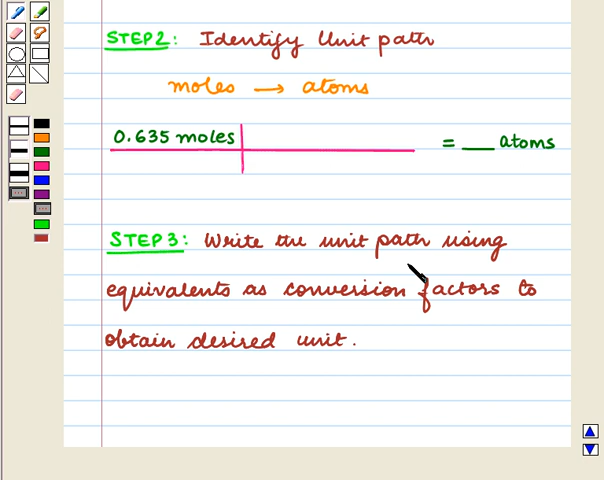 STEP2: Identify Unit path
moles → atoms
0.635 moles = __ atoms
STEP3: Write the unit path using
equivalents as conversion factors to
obtain desired unit.